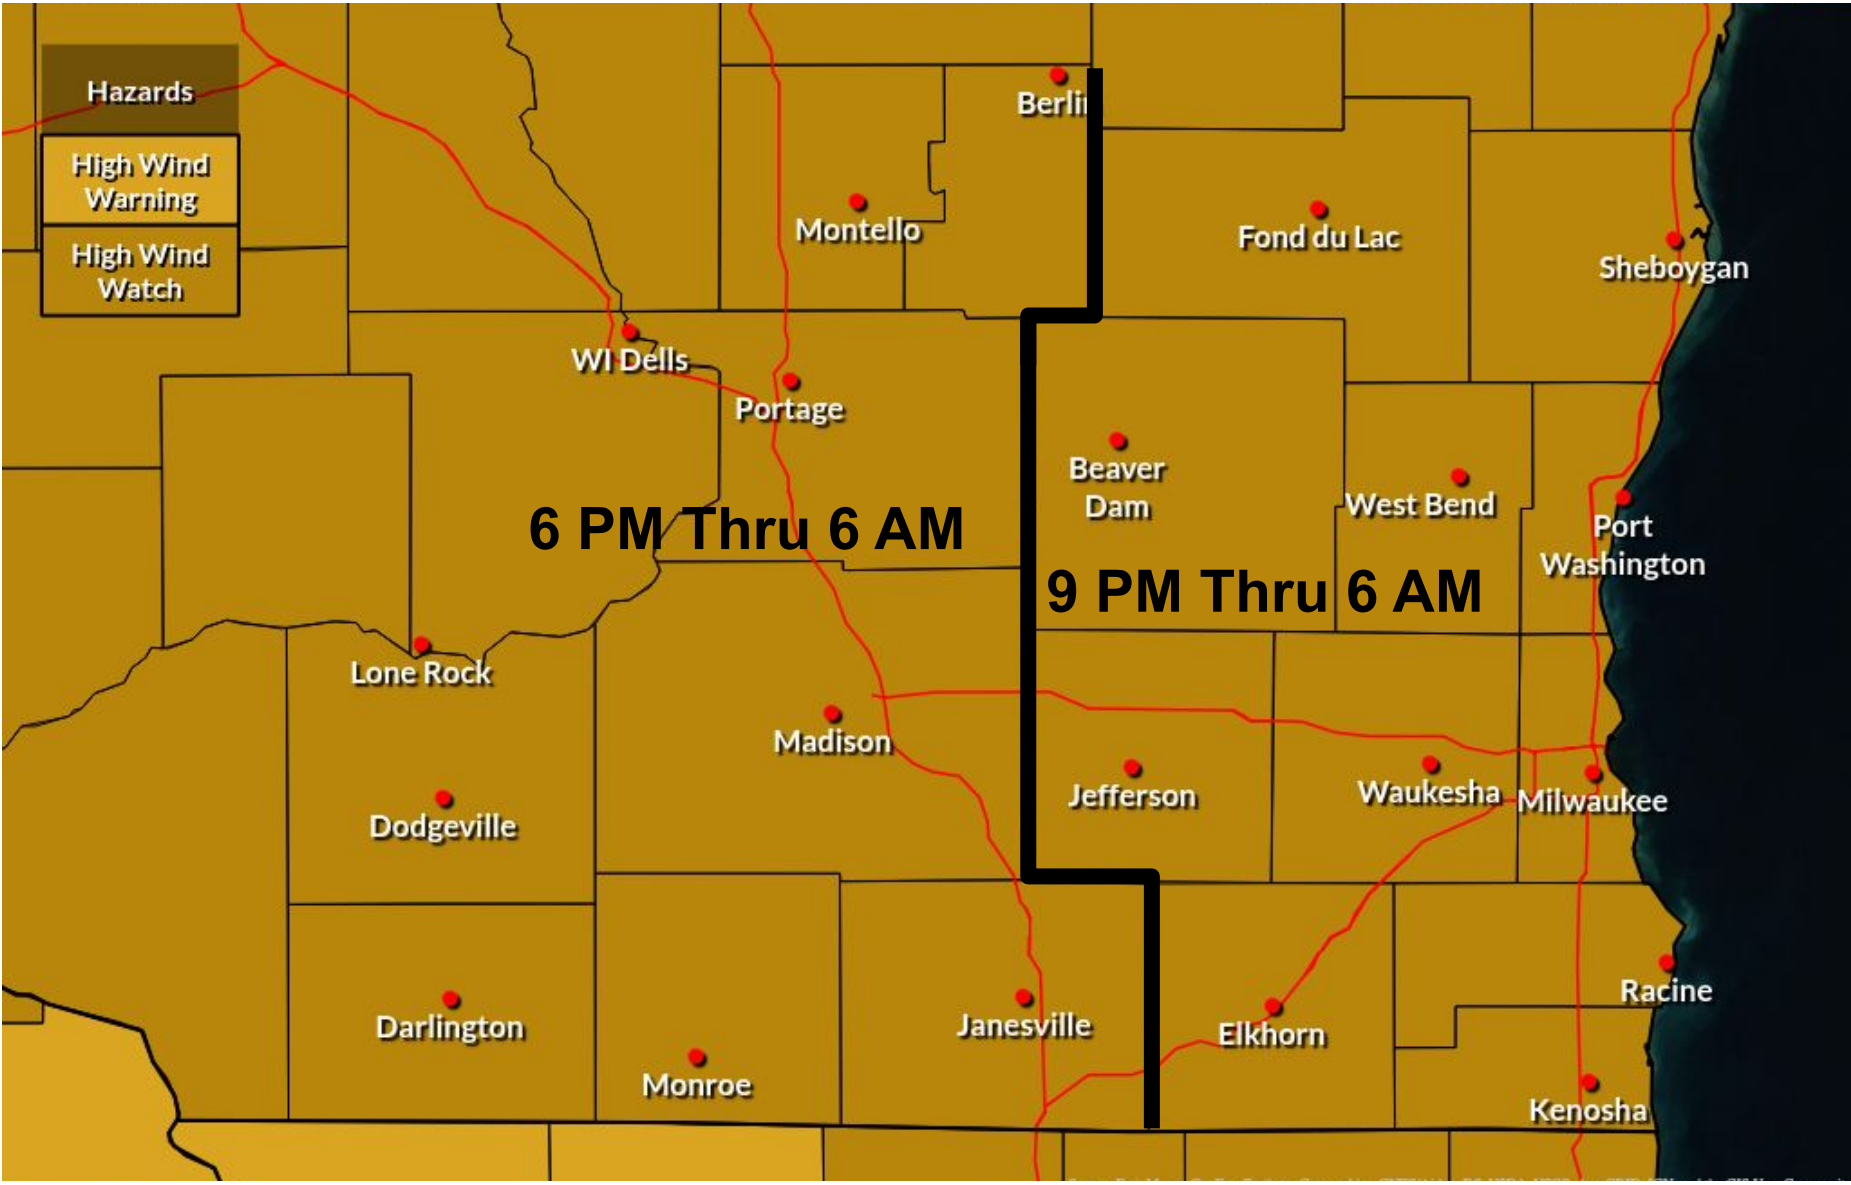 Hazards
High Wind
Warning
High Wind
Watch
Berlin
Montello
Fond du Lac
Sheboygan
WI Dells
Portage
Beaver
Dam
West Bend
Port
Washington
6 PM Thru 6 AM
9 PM Thru 6 AM
Lone Rock
Madison
Jefferson
Waukesha
Milwaukee
Dodgeville
Darlington
Monroe
Janesville
Elkhorn
Racine
Kenosha